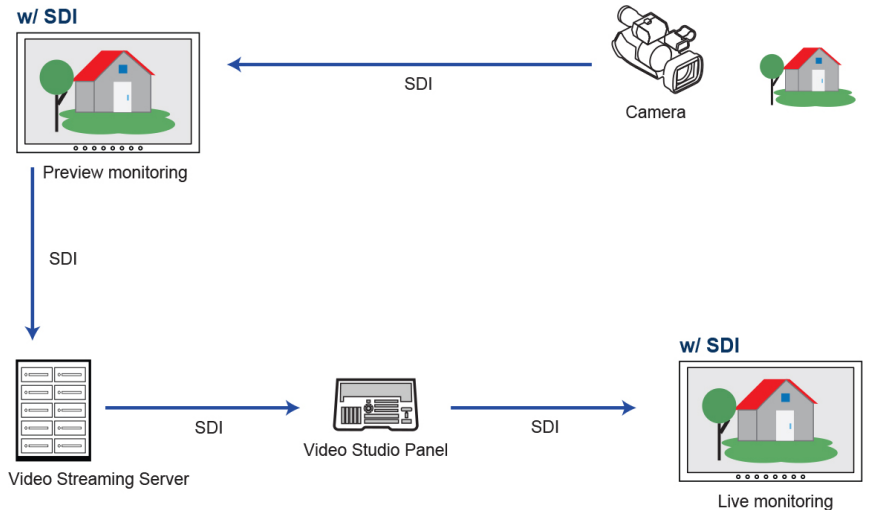 w/ SDI
SDI
Camera
Preview monitoring
SDI
w/ SDI
SDI
SDI
Video Studio Panel
Video Streaming Server
Live monitoring